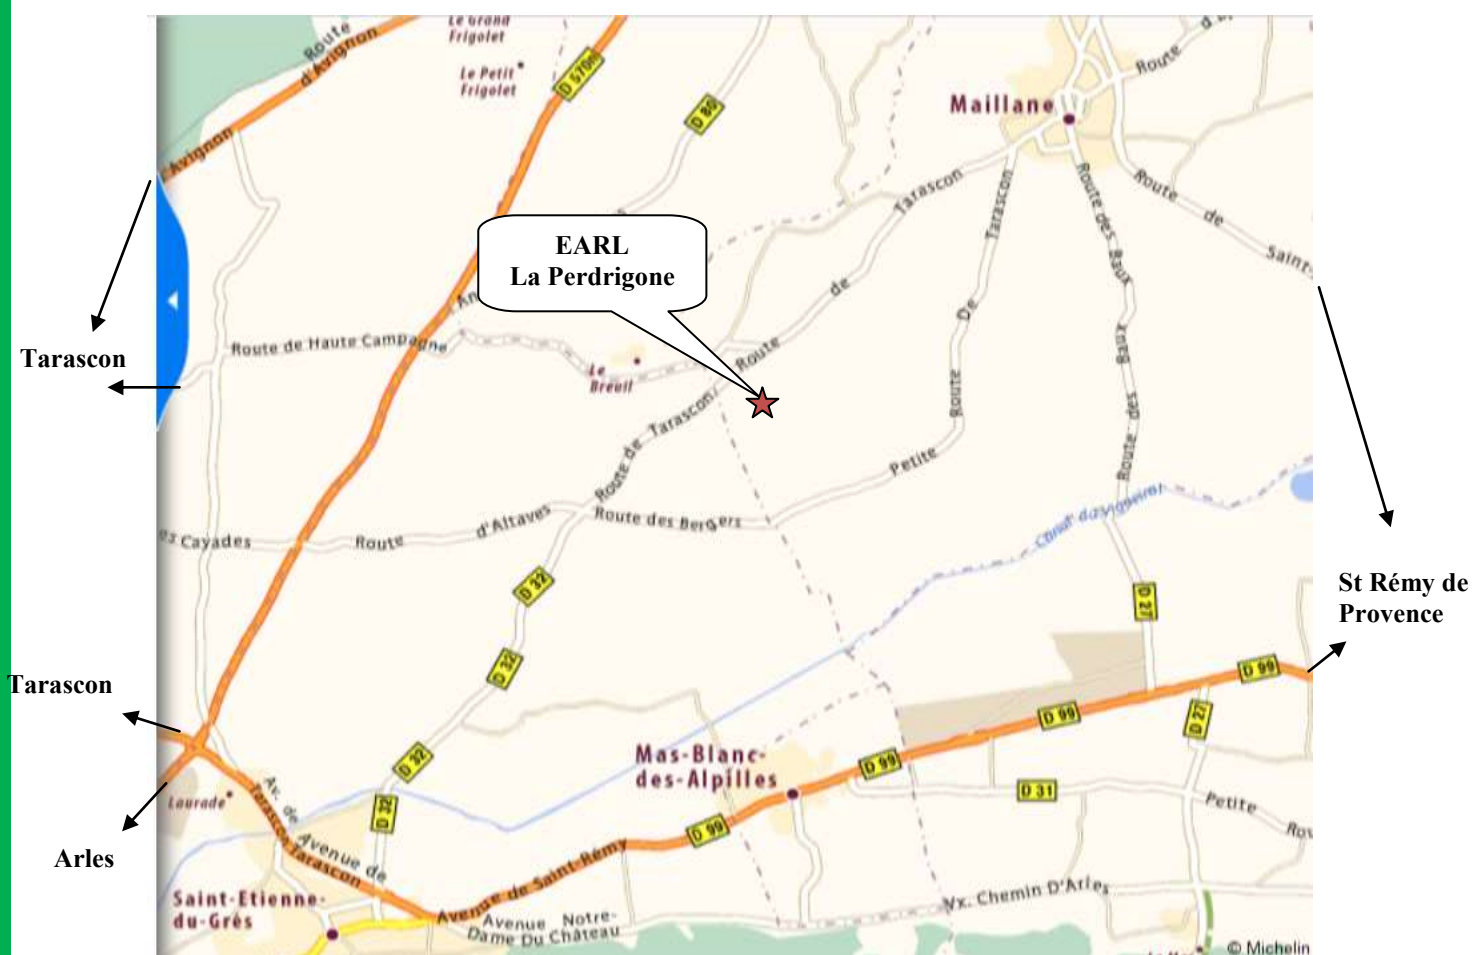 Le Grand
Frigolet
Le Petit
Frigolet
Route
d'Avignon
d'Avignon
D 570n
D 80
Maillane
Route
Route
de
Saint-
Route des Baux
Tarascon
de
Route
Tarascon
De
Route
Petite
EARL
La Perdrigone
Tarascon
Route de Haute Campagne
An
Le
Breuil
Route de Tarascon
Route des Baux
Canal du Vigueirat
es Cayades
Route
d'Altaves
Route des Bergers
D 32
D 32
D 32
D 32
D 27
St Rémy de
Provence
D 99
D 99
D 99
D 99
D 27
D 31
Tarascon
Arles
Laurade
Mas-Blanc-
des-Alpilles
Av. de
Tarascon
Avenue de
Tarascon
Saint-Etienne-
du-Grès
Avenue de Saint-Rémy
Avenue Notre-
Dame Du Château
Vx. Chemin D'Arles
Petite
Rou
© Michelin